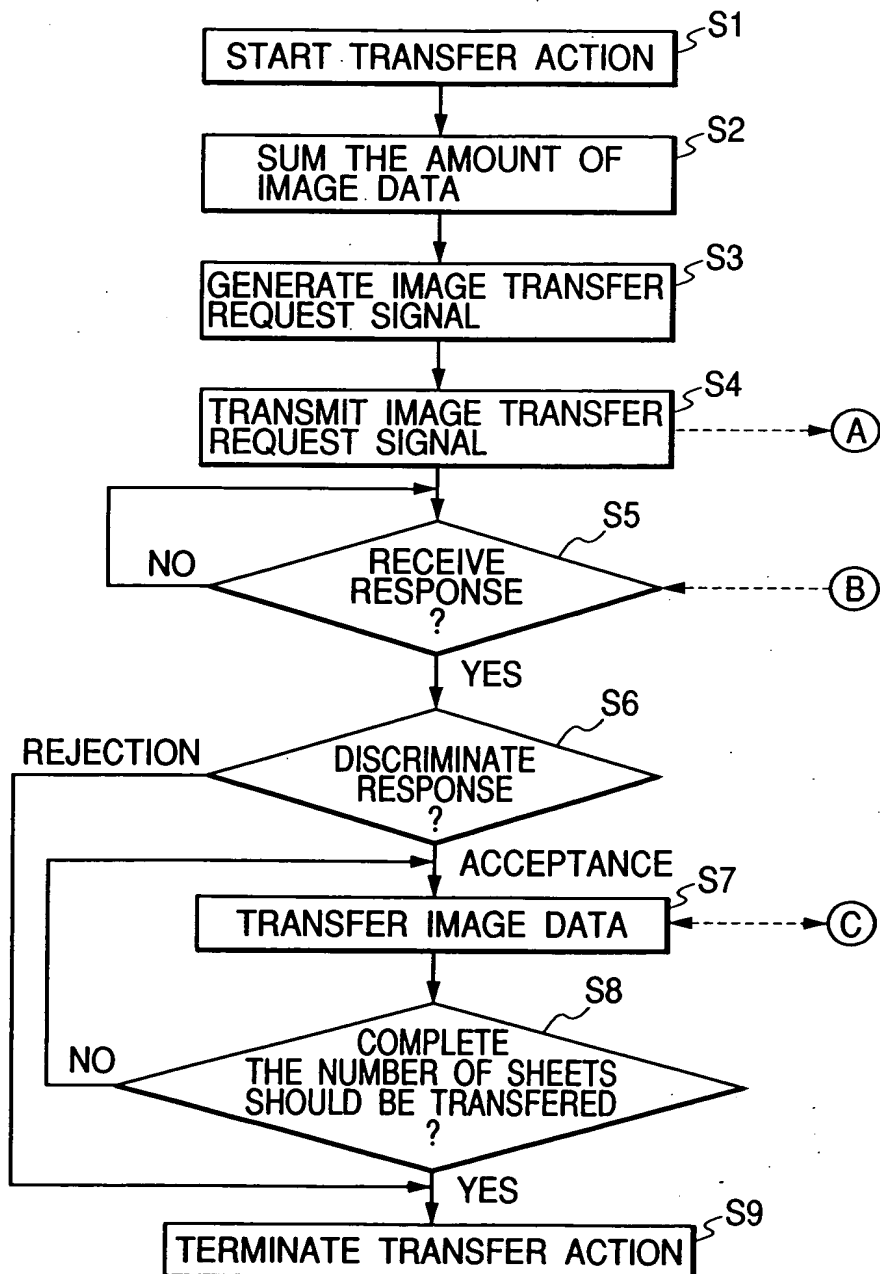 S1
START TRANSFER ACTION
S2
SUM THE AMOUNT OF
IMAGE DATA
S3
GENERATE IMAGE TRANSFER
REQUEST SIGNAL
S4
TRANSMIT IMAGE TRANSFER
REQUEST SIGNAL
A
S5
NO
RECEIVE
RESPONSE
?
B
YES
S6
REJECTION
DISCRIMINATE
RESPONSE
?
ACCEPTANCE
S7
TRANSFER IMAGE DATA
C
S8
NO
COMPLETE
THE NUMBER OF SHEETS
SHOULD BE TRANSFERED
?
YES
S9
TERMINATE TRANSFER ACTION